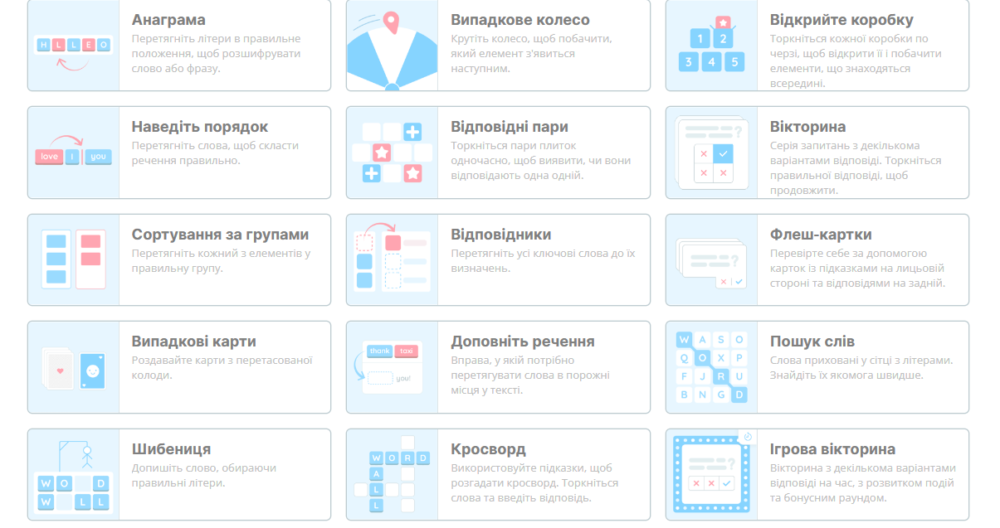 Анаграма
Перетягніть літери в правильне
положення, щоб розшифрувати
слово або фразу.
H L L E O
Випадкове колесо
Крутіть колесо, щоб побачити,
який елемент з'явиться
наступним.
Відкрийте коробку
Торкніться кожної коробки по
черзі, щоб відкрити її і побачити
елементи, що знаходяться
всередині.
1 2
3 4 5
Наведіть порядок
Перетягніть слова, щоб скласти
речення правильно.
love I you
Відповідні пари
Торкніться пари плиток
одночасно, щоб виявити, чи вони
відповідають одна одній.
Вікторина
Серія запитань з декількома
варіантами відповіді. Торкніться
правильної відповіді, щоб
продовжити.
?
Сортування за групами
Перетягніть кожний з елементів у
правильну групу.
Відповідники
Перетягніть усі ключові слова до їх
визначень.
Флеш-картки
Перевірте себе за допомогою
карток із підказками на лицьовій
стороні та відповідями на задній.
?
Випадкові карти
Роздавайте карти з перетасованої
колоди.
Доповніть речення
Вправа, у якій потрібно
перетягувати слова в порожні
місця у тексті.
thank taxi
you!
Пошук слів
Слова приховані у сітці з літерами.
Знайдіть їх якомога швидше.
W A S O
Q O X P
F J R U
B N G D
Шибениця
Допишіть слово, обираючи
правильні літери.
W O D
W L L
Кросворд
Використовуйте підказки, щоб
розгадати кросворд. Торкніться
слова та введіть відповідь.
W O R D
A
L
L
Ігрова вікторина
Вікторина з декількома варіантами
відповіді на час, з розвитком подій
та бонусним раундом.
?